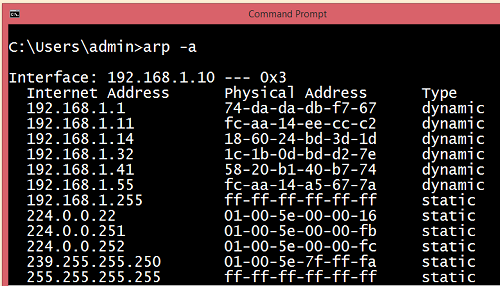 Command Prompt
C:\Users\admin>arp -a
Interface: 192.168.1.10 --- 0x3
Internet Address Physical Address Type
192.168.1.1 74-da-da-db-f7-67 dynamic
192.168.1.11 fc-aa-14-ee-cc-c2 dynamic
192.168.1.14 18-60-24-bd-3d-1d dynamic
192.168.1.32 1c-1b-0d-bd-d2-7e dynamic
192.168.1.41 58-20-b1-40-b7-74 dynamic
192.168.1.55 fc-aa-14-a5-67-7a dynamic
192.168.1.255 ff-ff-ff-ff-ff-ff static
224.0.0.22 01-00-5e-00-00-16 static
224.0.0.251 01-00-5e-00-00-fb static
224.0.0.252 01-00-5e-00-00-fc static
239.255.255.250 01-00-5e-7f-ff-fa static
255.255.255.255 ff-ff-ff-ff-ff-ff static